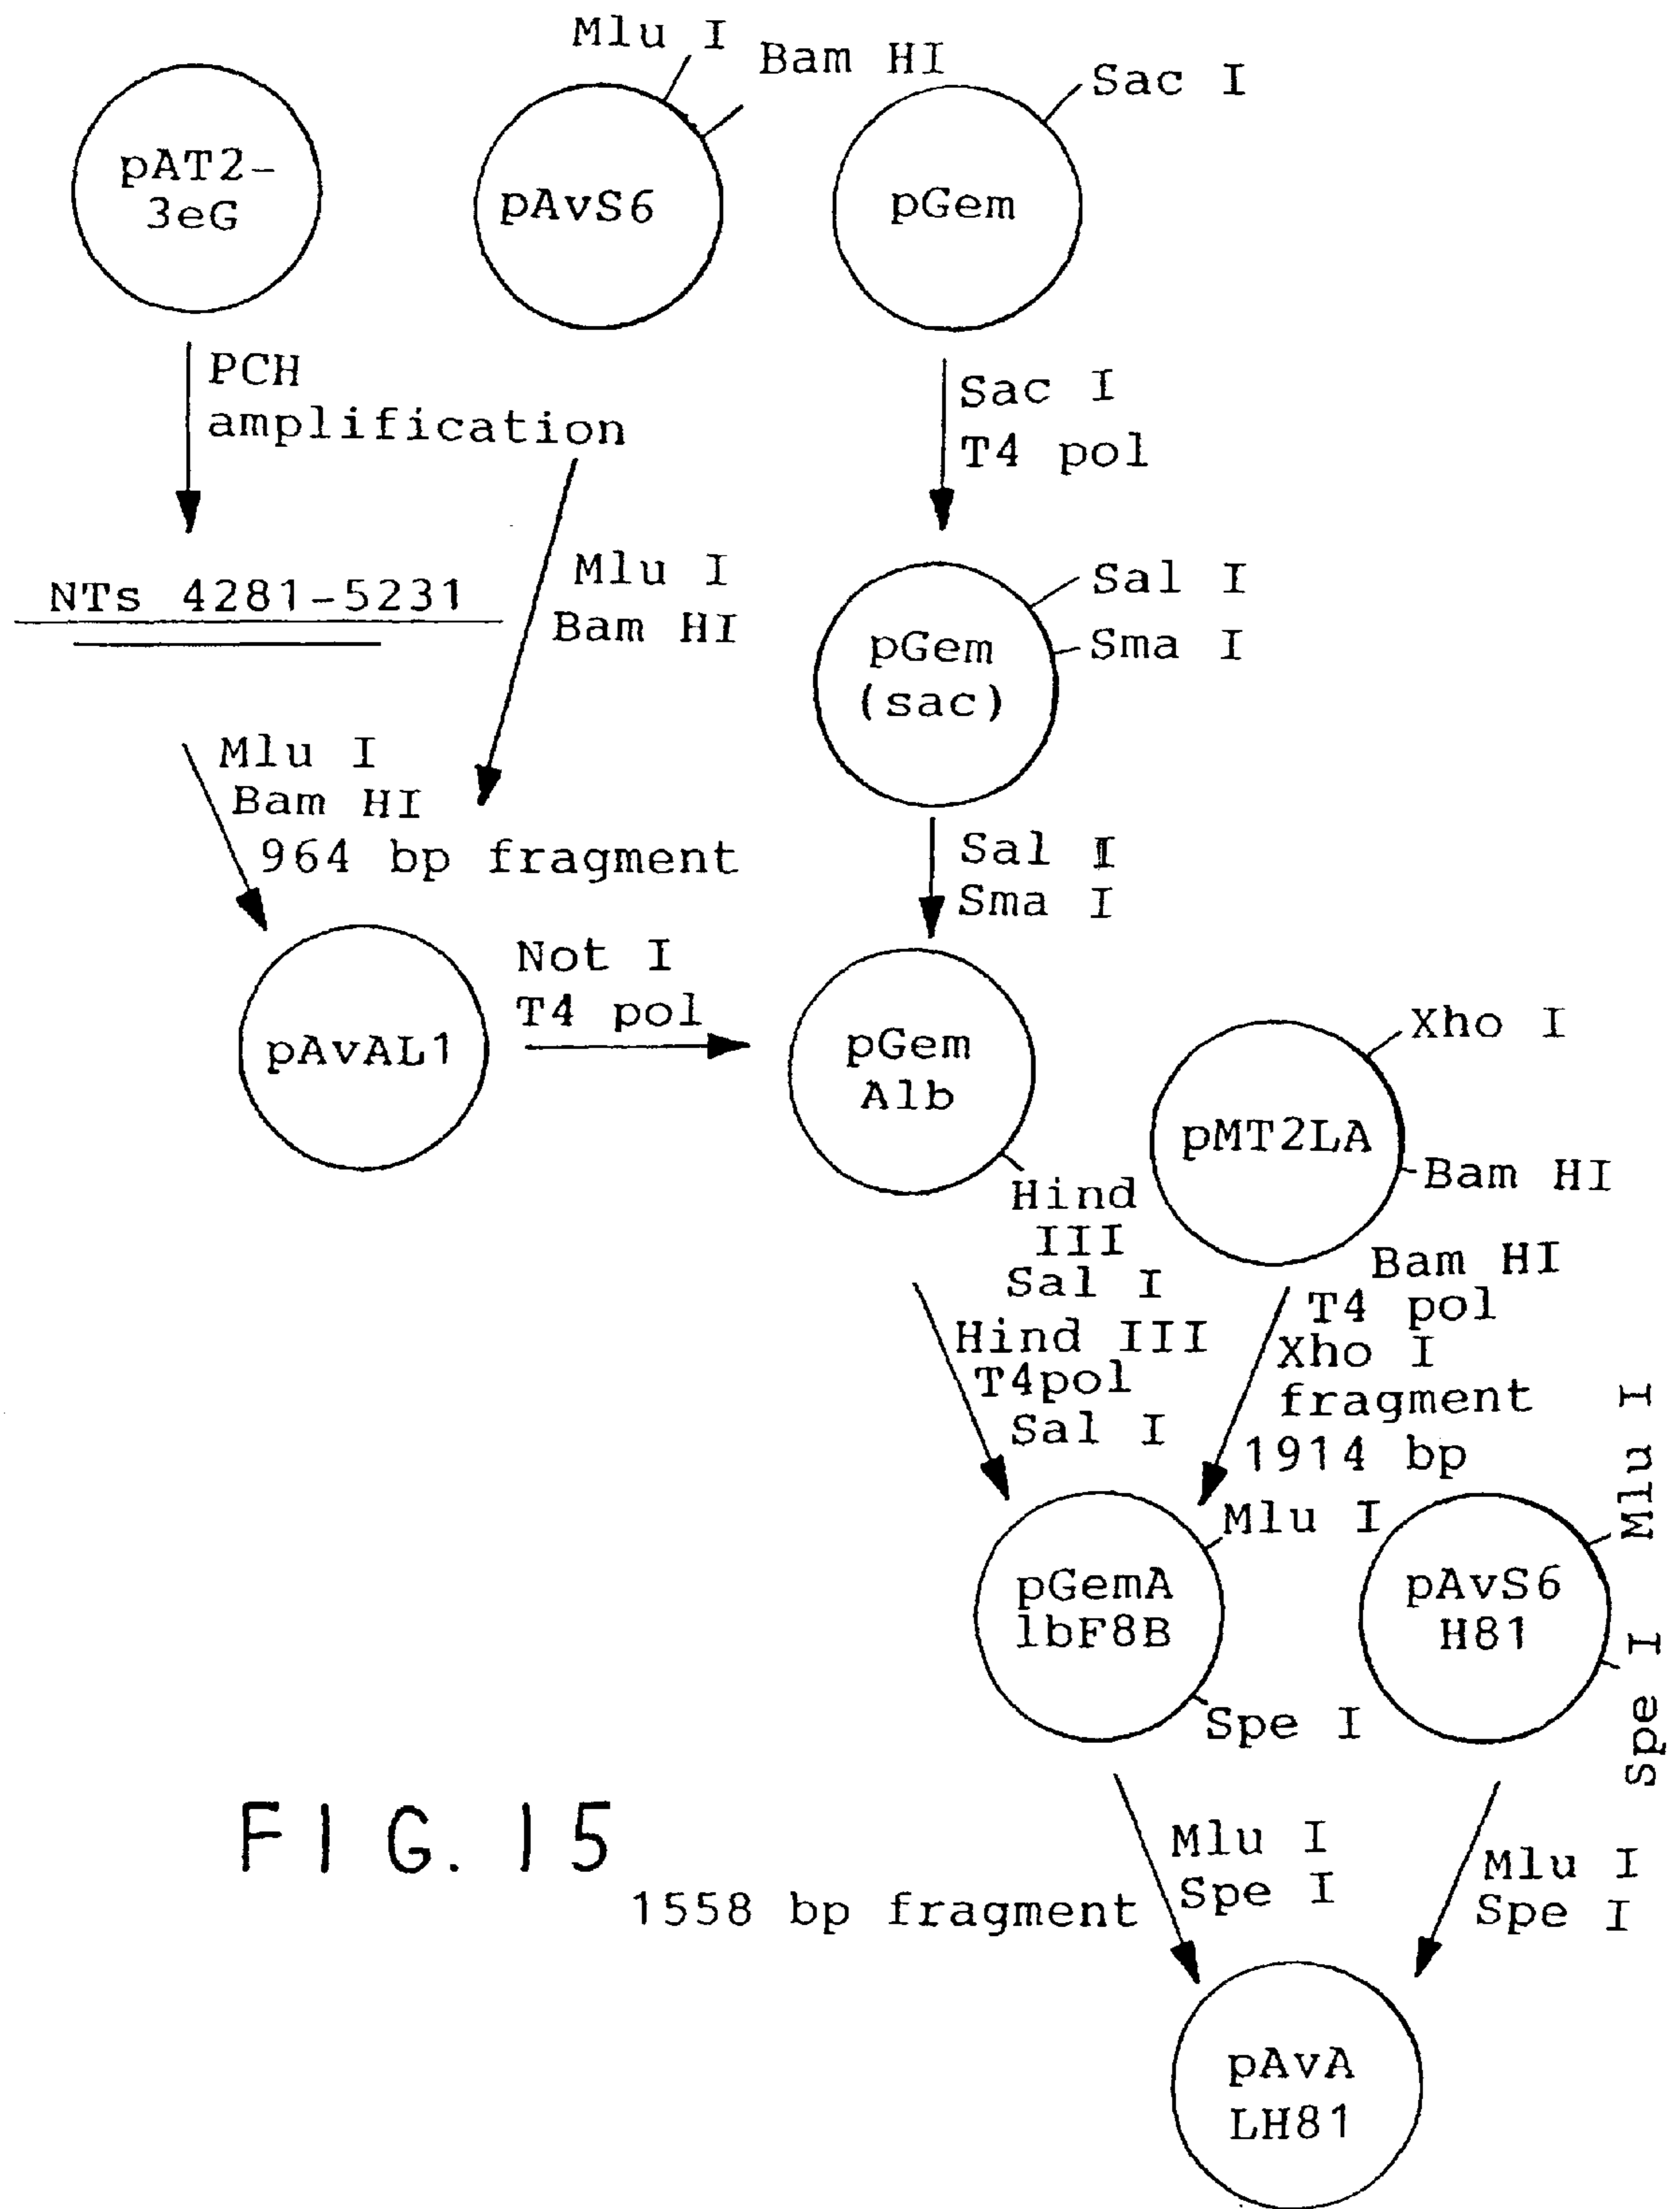 Mlu I
Bam HI
Sac I
pAT2-
3eG
pAvS6
pGem
PCH
amplification
Sac I
T4 pol
NTs 4281-5231
Mlu I
Bam HI
Sal I
Sma I
pGem
(sac)
Mlu I
Bam HI
964 bp fragment
Sal I
Sma I
pAvAL1
Not I
T4 pol
pGem
Alb
Hind
III
Sal I
Xho I
pMT2LA
Bam HI
Hind III
T4pol
Sal I
Bam HI
T4 pol
Xho I
fragment
1914 bp
Mlu I
pGemA
lbF8B
Spe I
pAvS6
H81
Mlu I
Spe I
FIG. 15
1558 bp fragment
Mlu I
Spe I
Mlu I
Spe I
pAvA
LH81